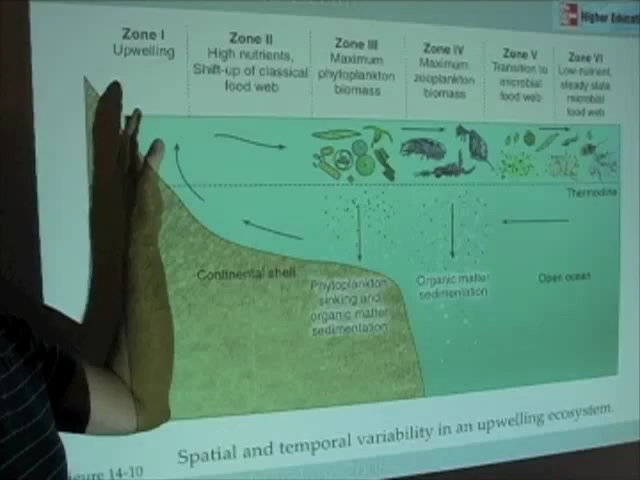 Higher Education
Zone I
Upwelling
Zone II
High nutrients,
Shift-up of classical
food web
Zone III
Maximum
phytoplankton
biomass
Zone IV
Maximum
zooplankton
biomass
Zone V
Transition to
microbial
food web
Zone VI
Low-nutrient,
steady state
microbial
food web
Thermocline
Continental shelf
Phytoplankton
sinking and
organic matter
sedimentation
Organic matter
sedimentation
Open ocean
Spatial and temporal variability in an upwelling ecosystem.
igure 14-10